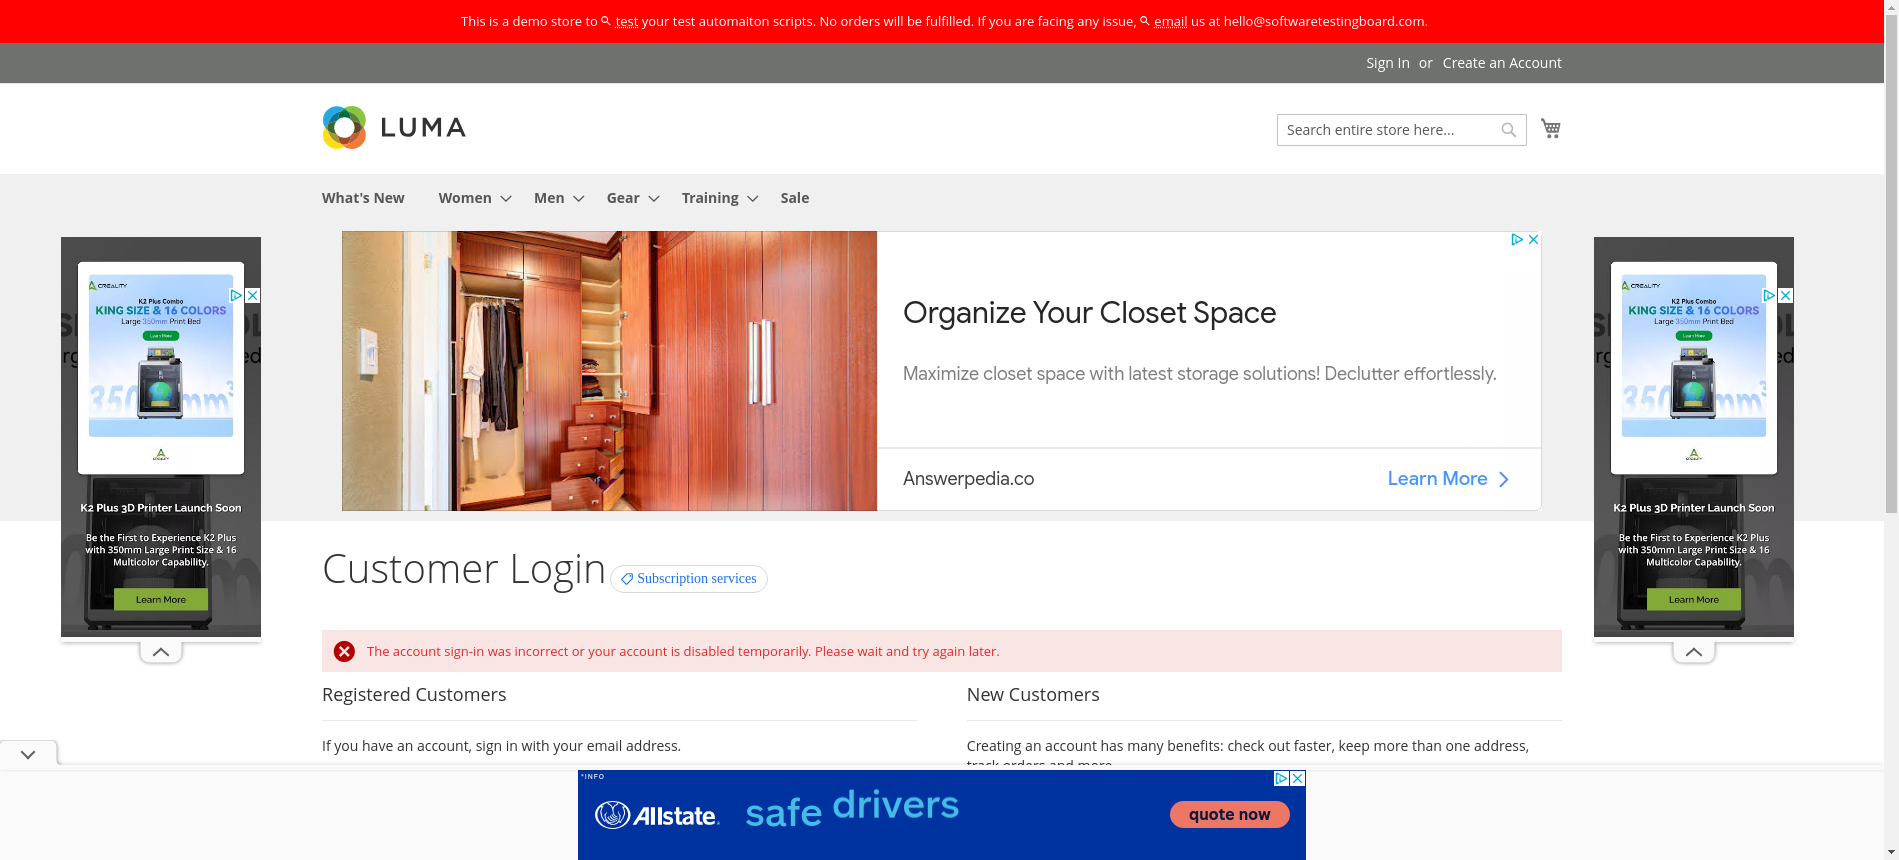 This is a demo store to test your test automaiton scripts. No orders will be fulfilled. If you are facing any issue, email us at hello@softwaretestingboard.com.
Sign In or Create an Account
LUMA
Search entire store here...
What's New Women Men Gear Training Sale
CREALITY
K2 Plus Combo
KING SIZE & 16 COLORS
Large 350mm Print Bed
Learn More
CREALITY
K2 Plus 3D Printer Launch Soon
Be the First to Experience K2 Plus
with 350mm Large Print Size & 16
Multicolor Capability.
Learn More
Organize Your Closet Space
Maximize closet space with latest storage solutions! Declutter effortlessly.
Answerpedia.co
Learn More
CREALITY
K2 Plus Combo
KING SIZE & 16 COLORS
Large 350mm Print Bed
Learn More
CREALITY
K2 Plus 3D Printer Launch Soon
Be the First to Experience K2 Plus
with 350mm Large Print Size & 16
Multicolor Capability.
Learn More
Customer Login
Subscription services
The account sign-in was incorrect or your account is disabled temporarily. Please wait and try again later.
Registered Customers
If you have an account, sign in with your email address.
New Customers
Creating an account has many benefits: check out faster, keep more than one address,
track orders and more.
*INFO
Allstate.
safe drivers
quote now